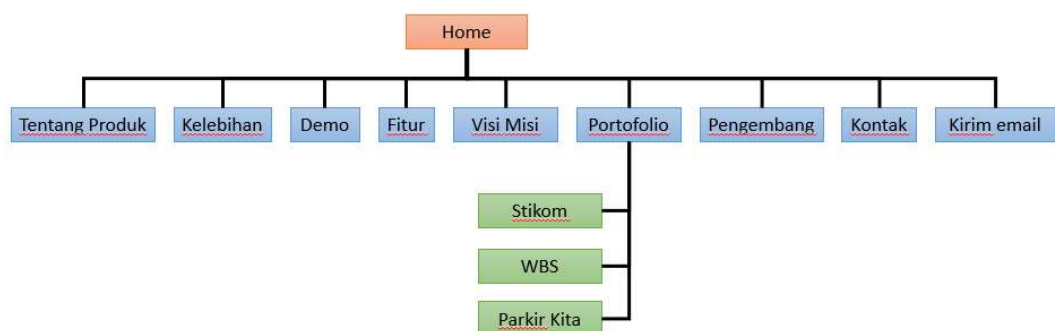 Home
Tentang Produk
Kelebihan
Demo
Fitur
Visi Misi
Portofolio
Pengembang
Kontak
Kirim email
Stikom
WBS
Parkir Kita